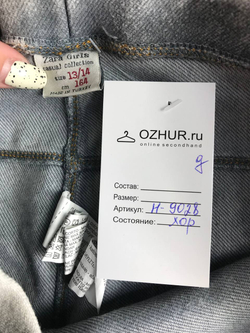 Zara Girls
casual collection
size 13/14
cm 164
MADE IN TURKEY
OZHUR.ru
online secondhand
g
Состав:
Размер:
Артикул: Н-9028
Состояние: хор